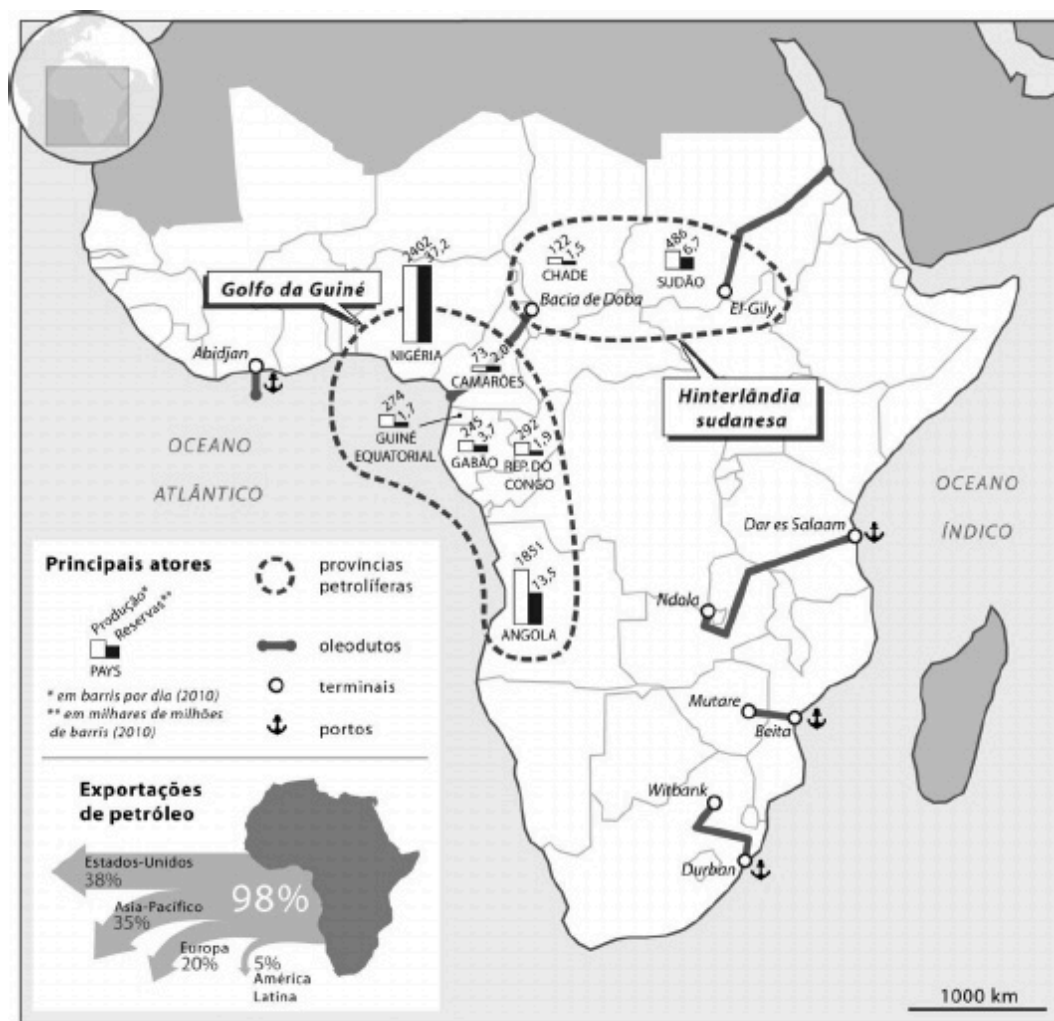 2402
37,2
NIGÉRIA
Golfo da Guiné
122
1,5
CHADE
486
6,7
SUDÃO
Bacia de Doba
El-Gily
Abidjan
73
2,0
CAMARÕES
Hinterlândia
sudanesa
274
1,7
GUINÉ
EQUATORIAL
245
3,7
GABÃO
292
1,9
REP. DO
CONGO
OCEANO
ATLÂNTICO
OCEANO
ÍNDICO
Dar es Salaam
Ndola
1851
13,5
ANGOLA
Mutare
Beita
Witbank
Durban
Principais atores
Produção*
Reservas**
PAYS
* em barris por dia (2010)
** em milhares de milhões
de barris (2010)
províncias
petrolíferas
oleodutos
terminais
portos
Exportações
de petróleo
Estados-Unidos
38%
98%
Asia-Pacífico
35%
Europa
20%
5%
América
Latina
1000 km